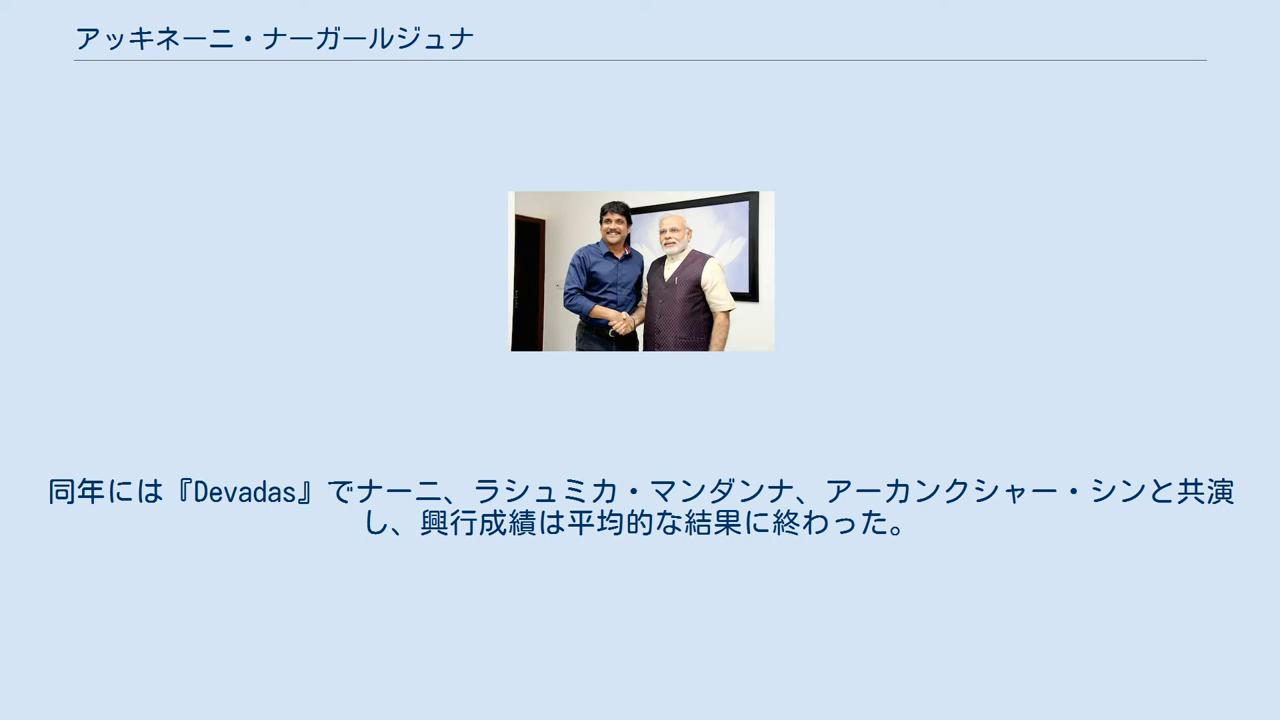 アッキネーニ・ナーガールジュナ
同年には『Devadas』でナーニ、ラシュミカ・マンダンナ、アーカンクシャー・シンと共演
し、興行成績は平均的な結果に終わった。